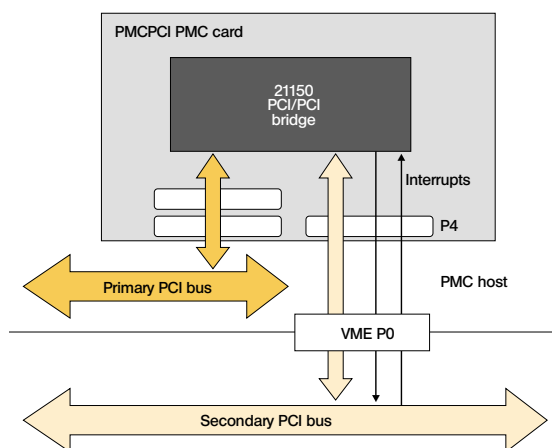 PMCPCI PMC card
21150
PCI/PCI
bridge
Interrupts
P4
Primary PCI bus
PMC host
VME P0
Secondary PCI bus